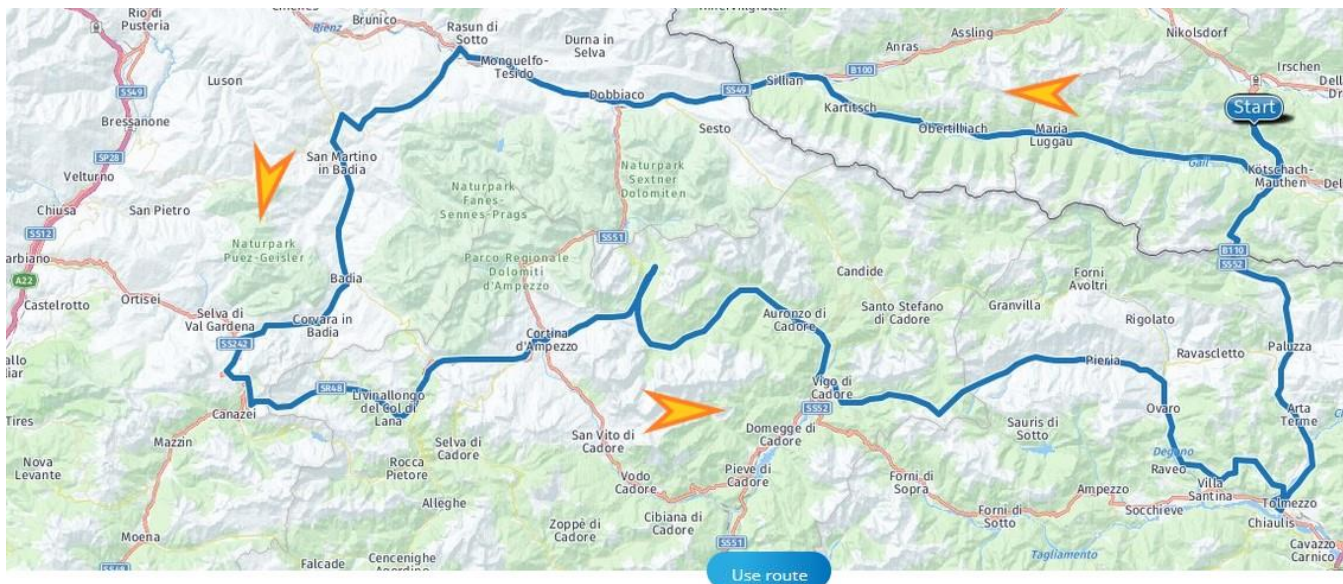 Rio di
Pusteria
Brunico
Rienz
Rasun di
Sotto
Durna in
Selva
Monguelfo-
Tesido
Anras
Assling
Nikolsdorf
Irschen
SS49
Luson
Bressanone
Dobbiaco
SS49
Sillian
B100
Kartitsch
Obertilliach
Maria
Luggau
Gail
Start
Kötschach-
Mauthen
Sesto
SP28
Velturno
San Martino
in Badia
Naturpark
Sextner
Dolomiten
Naturpark
Fanes-
Sennes-Prags
Chiusa
San Pietro
SS12
Naturpark
Puez-Geisler
SS51
Parco Regionale
Dolomiti
d'Ampezzo
B110
SS52
A22
Castelrotto
Ortisei
Badia
Candide
Forni
Avoltri
Selva di
Val Gardena
Corvara in
Badia
SS242
Cortina
d'Ampezzo
Auronzo di
Cadore
Santo Stefano
di Cadore
Granvilla
Rigolato
Ravascletto
Paluzza
Pieria
SR48
Livinallongo
del Col di
Lana
Canazei
Vigo di
Cadore
SS52
Ovaro
Arta
Terme
Tires
Mazzin
Selva di
Cadore
San Vito di
Cadore
Domegge di
Cadore
Sauris di
Sotto
Degano
Nova
Levante
Rocca
Pietore
Vodo
Cadore
Pieve di
Cadore
Forni di
Sopra
Raveo
Villa
Santina
Tolmezzo
Alleghe
Cibiana di
Cadore
Zoppè di
Cadore
Forni di
Sotto
Ampezzo
Socchieve
Chiaulis
Moena
SS51
Tagliamento
Cavazzo
Carnico
Falcade
Cencenighe
Use route